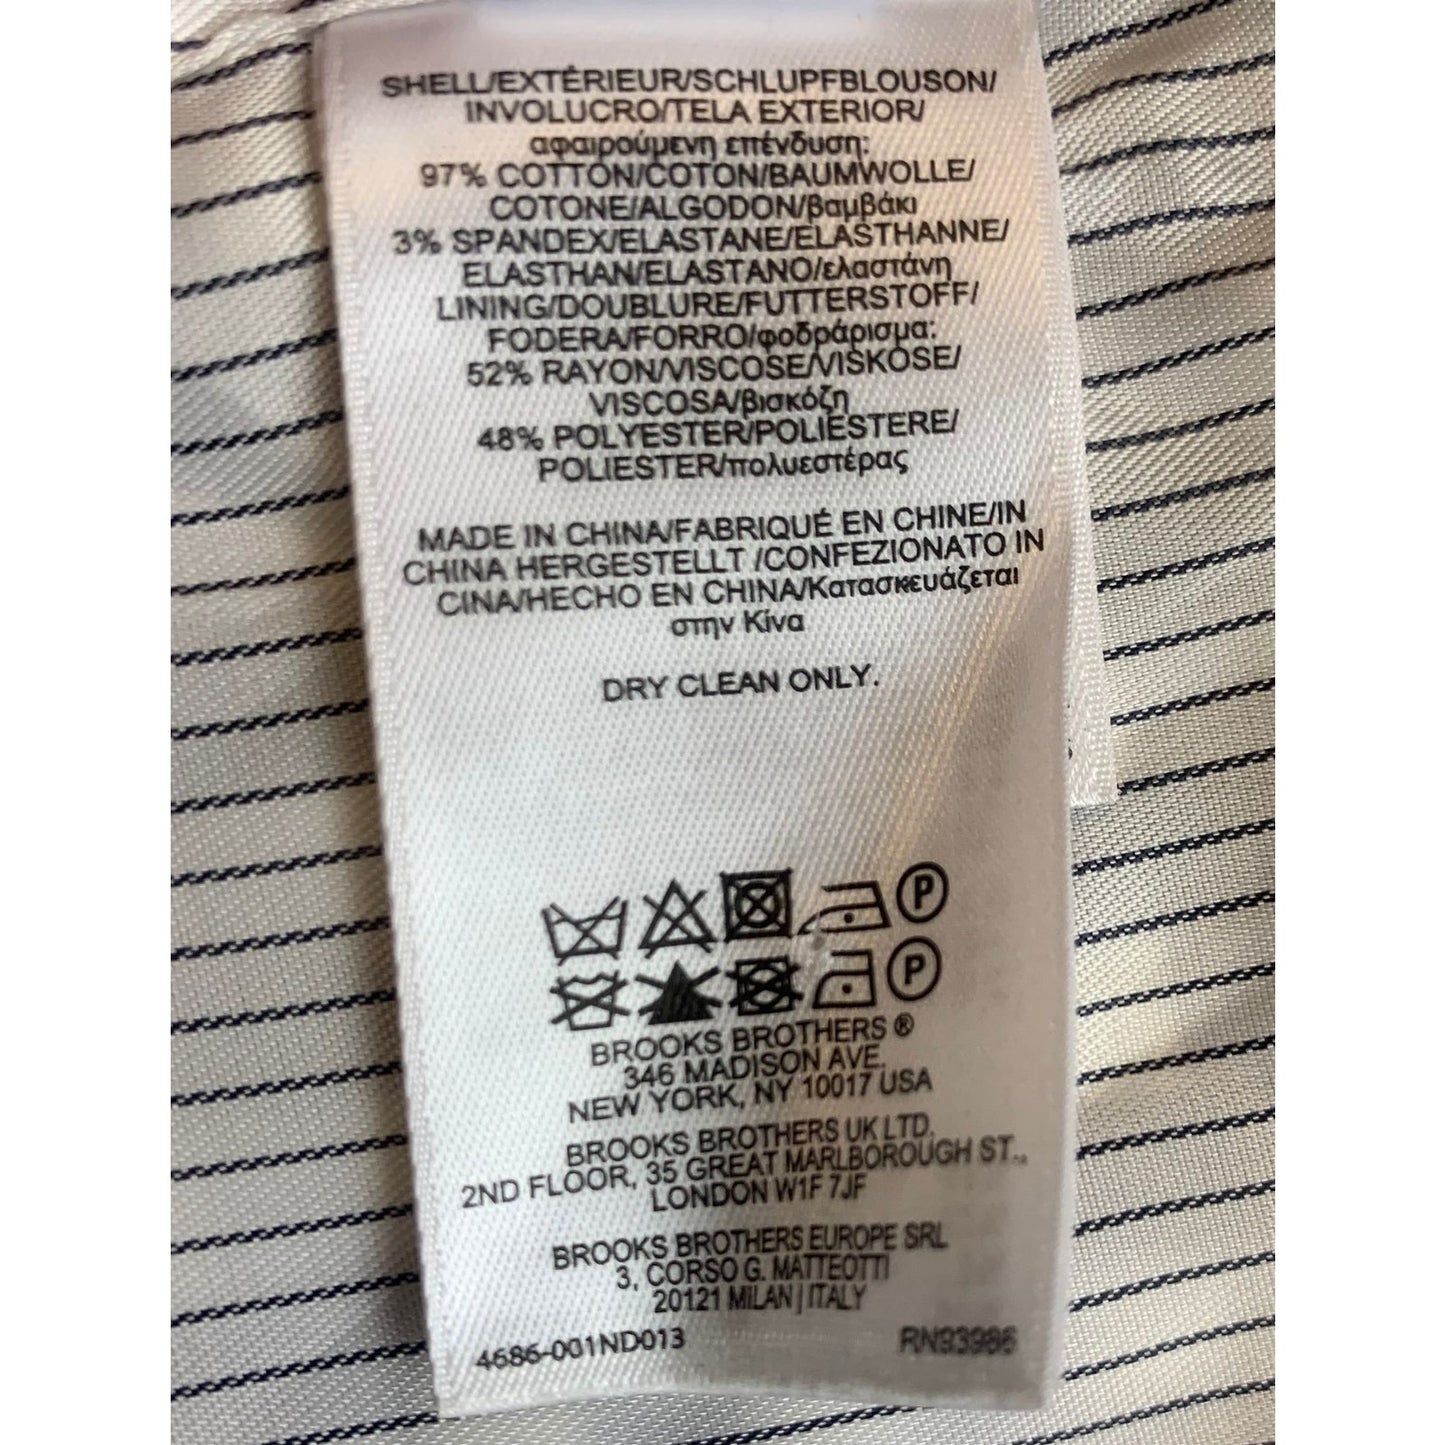 SHELL/EXTÉRIEUR/SCHLUPFBLOUSON/
INVOLUCRO/TELA EXTERIOR/
αφαιρούμενη επένδυση:
97% COTTON/COTON/BAUMWOLLE/
COTONE/ALGODON/βαμβάκι
3% SPANDEX/ELASTANE/ELASTHANNE/
ELASTHAN/ELASTANO/ελαστάνη
LINING/DOUBLURE/FUTTERSTOFF/
FODERA/FORRO/φοδράρισμα:
52% RAYON/VISCOSE/VISKOSE/
VISCOSA/βισκόζη
48% POLYESTER/POLIESTERE/
POLIESTER/πολυεστέρας
MADE IN CHINA/FABRIQUÉ EN CHINE/IN
CHINA HERGESTELLT /CONFEZIONATO IN
CINA/HECHO EN CHINA/Κατασκευάζεται
στην Κίνα
DRY CLEAN ONLY.
P
P
BROOKS BROTHERS ®
346 MADISON AVE.
NEW YORK, NY 10017 USA
BROOKS BROTHERS UK LTD.
2ND FLOOR, 35 GREAT MARLBOROUGH ST.,
LONDON W1F 7JF
BROOKS BROTHERS EUROPE SRL
3, CORSO G. MATTEOTTI
20121 MILAN | ITALY
4686-001ND013 RN93986